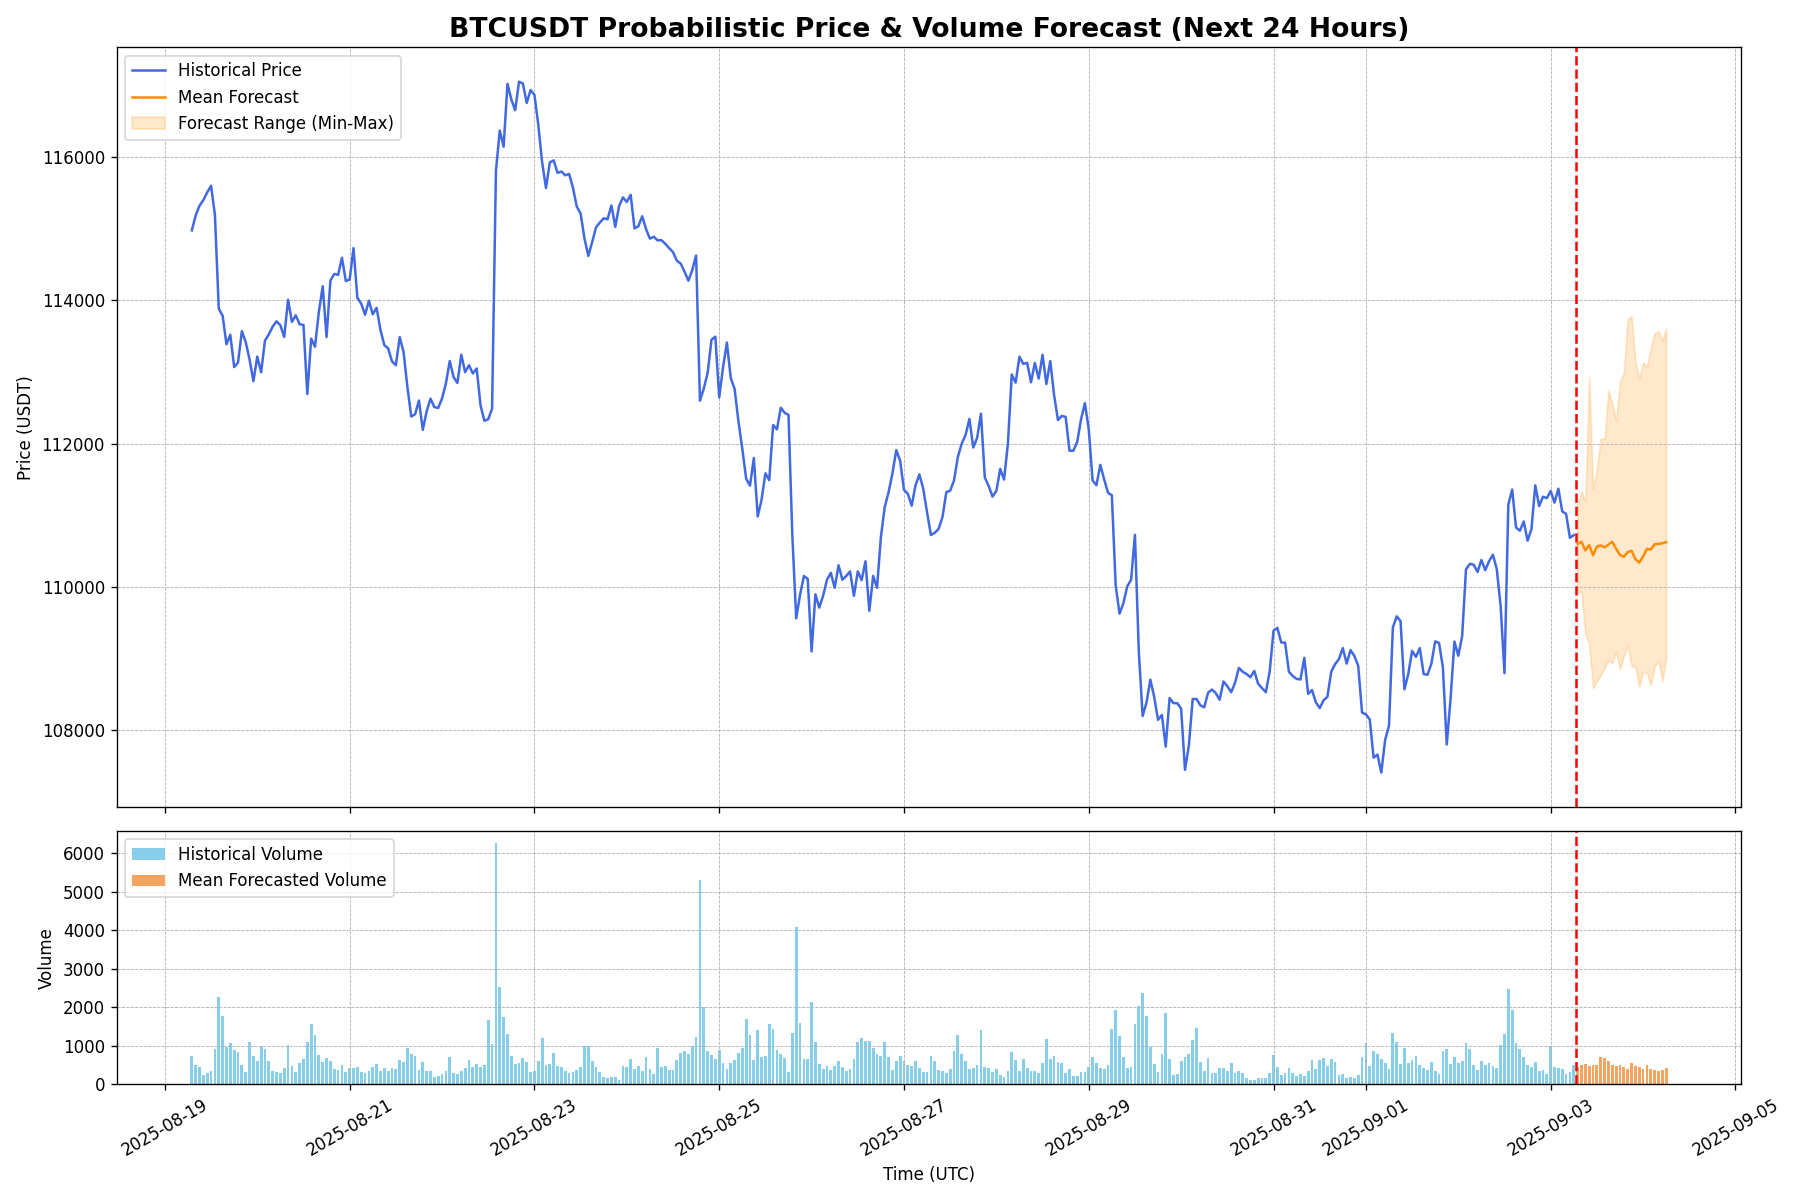 BTCUSDT Probabilistic Price & Volume Forecast (Next 24 Hours)
Historical Price
Mean Forecast
Forecast Range (Min-Max)
Price (USDT)
116000
114000
112000
110000
108000
Historical Volume
Mean Forecasted Volume
Volume
6000
5000
4000
3000
2000
1000
0
2025-08-19
2025-08-21
2025-08-23
2025-08-25
2025-08-27
2025-08-29
2025-08-31
2025-09-01
2025-09-03
2025-09-05
Time (UTC)